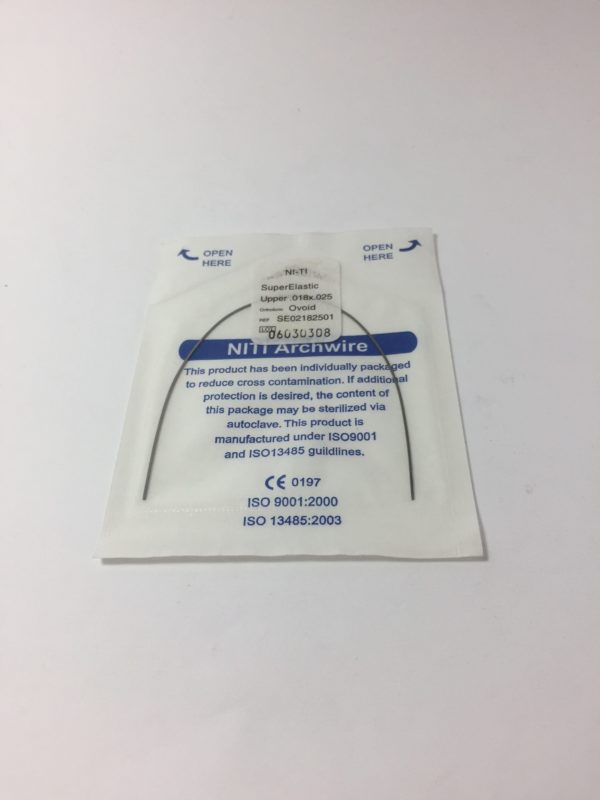 OPEN
HERE
OPEN
HERE
NI-TI
SuperElastic
Upper .018x.025
Ovoid
REF SE02182501
LOT 06030308
NITI Archwire
This product has been individually packaged
to reduce cross contamination. If additional
protection is desired, the content of
this package may be sterilized via
autoclave. This product is
manufactured under ISO9001
and ISO13485 guildlines.
CE 0197
ISO 9001:2000
ISO 13485:2003